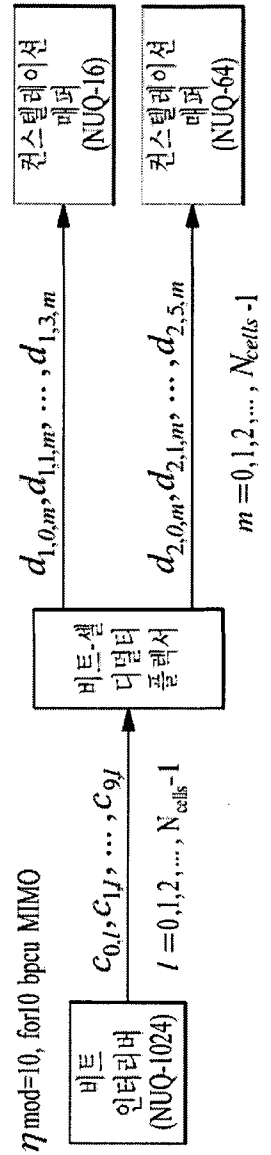 ηmod=10, for10 bpcu MIMO
비트
인터리버
(NUQ-1024)
c0,l,c1,l, ... ,c9,l
l =0,1,2,... , Ncells-1
비트-셀
디멀티
플렉서
d1,0,m,d1,1,m, ... ,d1,3,m
d2,0,m,d2,1,m, ... ,d2,5,m
m =0,1,2,... , Ncells -1
컨스텔레이션
매퍼
(NUQ-16)
컨스텔레이션
매퍼
(NUQ-64)